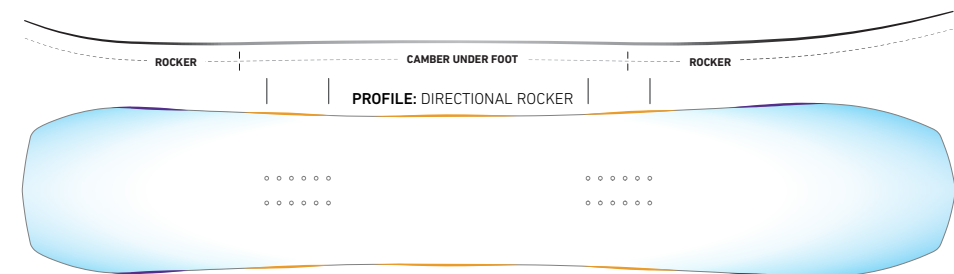 ROCKER
CAMBER UNDER FOOT
ROCKER
PROFILE: DIRECTIONAL ROCKER